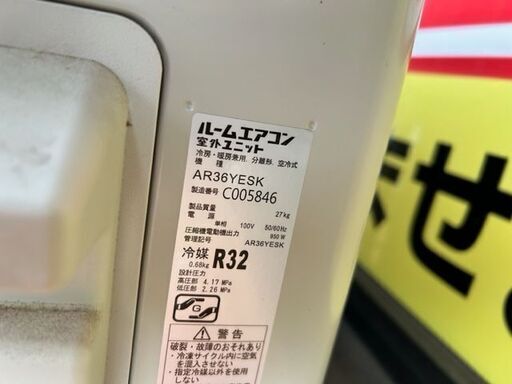 ルームエアコン
室外ユニット
冷房・暖房兼用, 分離形, 空冷式
機 種
AR36YESK
製造番号 C005846
製品質量 27kg
電 源 単相 100V 50/60Hz
圧縮機電動機出力 950 W
管理記号 AR36YESK
冷媒 R32
0.68kg
設計圧力
高圧部 4.17 MPa
低圧部 2.26 MPa
警告
破裂・故障のおそれあり
・冷凍サイクル内に空気
を混入させない
・指定冷媒以外を使用
しない
ませ